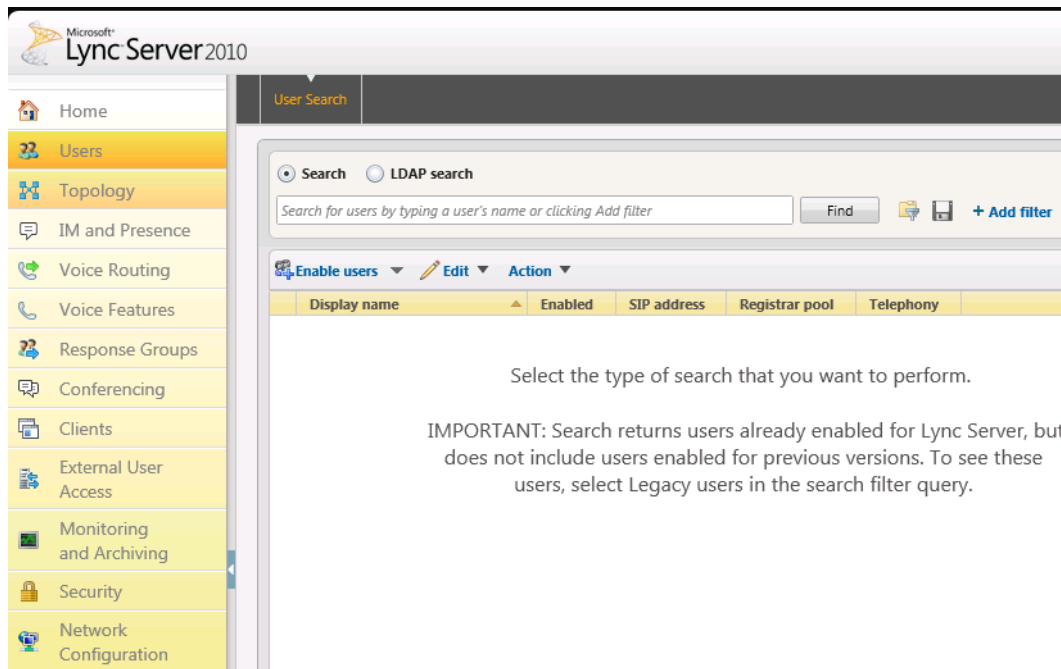 Microsoft®
Lync Server 2010
Home
Users
Topology
IM and Presence
Voice Routing
Voice Features
Response Groups
Conferencing
Clients
External User
Access
Monitoring
and Archiving
Security
Network
Configuration
User Search
Search LDAP search
Search for users by typing a user's name or clicking Add filter Find + Add filter
Enable users Edit Action
Display name Enabled SIP address Registrar pool Telephony
Select the type of search that you want to perform.
IMPORTANT: Search returns users already enabled for Lync Server, but
does not include users enabled for previous versions. To see these
users, select Legacy users in the search filter query.